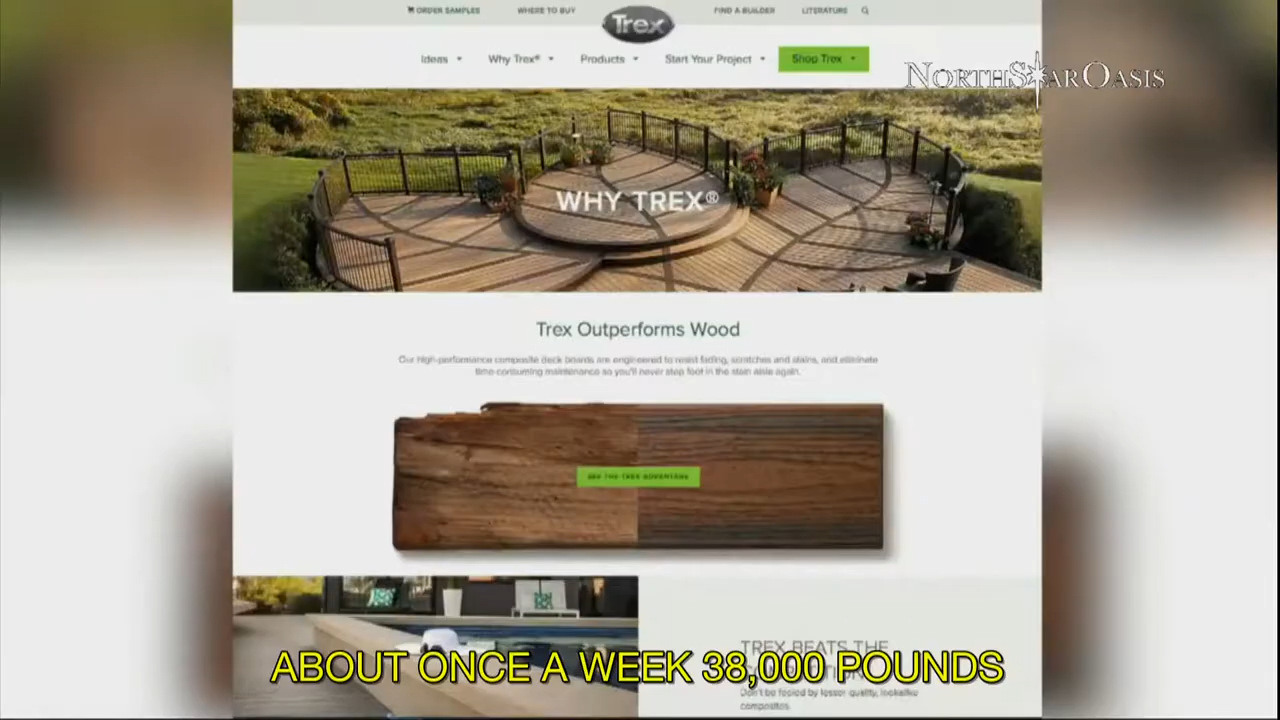 ORDER SAMPLES
WHERE TO BUY
Trex
FIND A BUILDER
LITERATURE
Ideas
Why Trex®
Products
Start Your Project
Shop Trex
NORTHSTAROASIS
WHY TREX®
Trex Outperforms Wood
Our high-performance composite deck boards are engineered to resist fading, scratches and stains, and eliminate
time-consuming maintenance so you'll never step foot in the stain aisle again.
SEE THE TREX ADVANTAGE
TREX BEATS THE
ABOUT ONCE A WEEK 38,000 POUNDS
Don't be fooled by lesser quality, lookalike
composites.